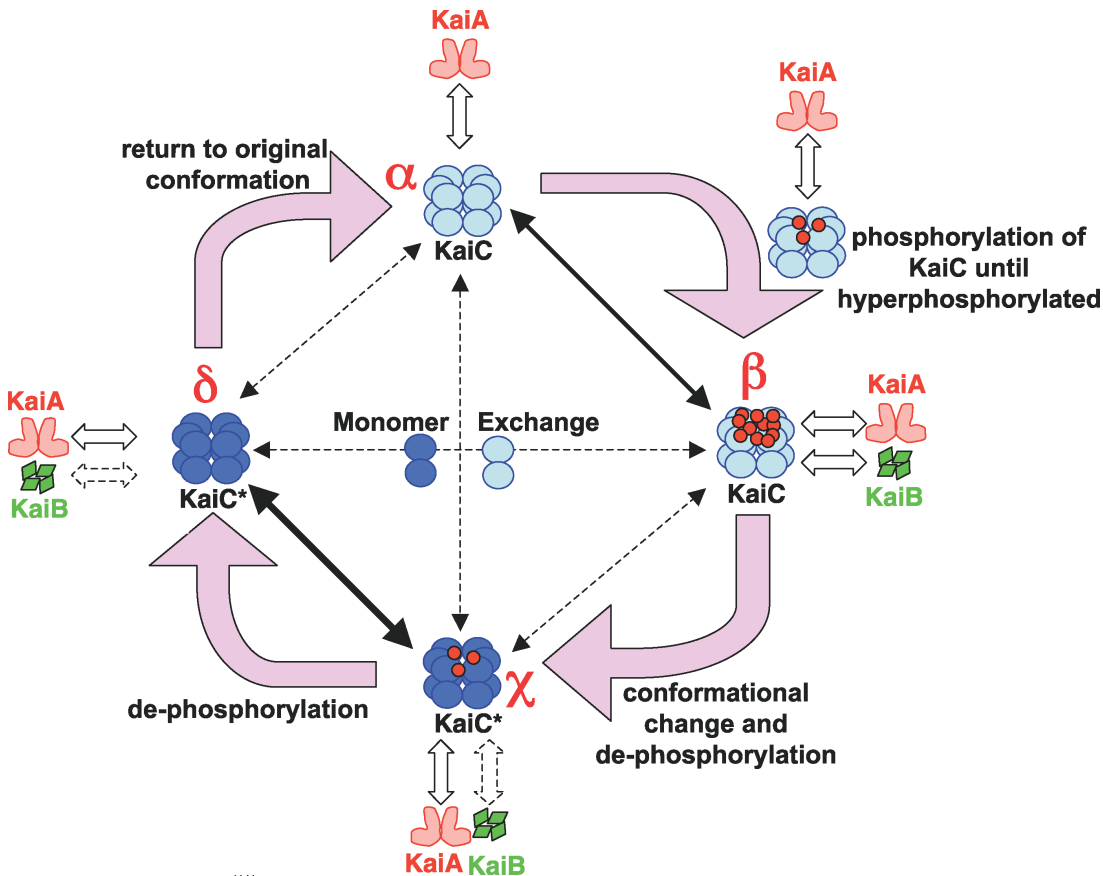 KaiA
KaiA
return to original
conformation
α
KaiC
phosphorylation of
KaiC until
hyperphosphorylated
δ
β
KaiA
KaiB
KaiC*
Monomer
Exchange
KaiC
KaiA
KaiB
de-phosphorylation
KaiC*
χ
conformational
change and
de-phosphorylation
KaiA
KaiB